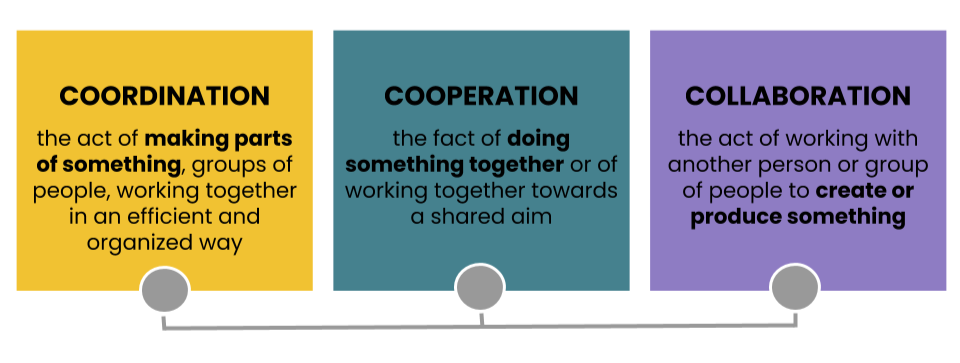 COORDINATION
the act of making parts
of something, groups of
people, working together
in an efficient and
organized way
COOPERATION
the fact of doing
something together or of
working together towards
a shared aim
COLLABORATION
the act of working with
another person or group
of people to create or
produce something